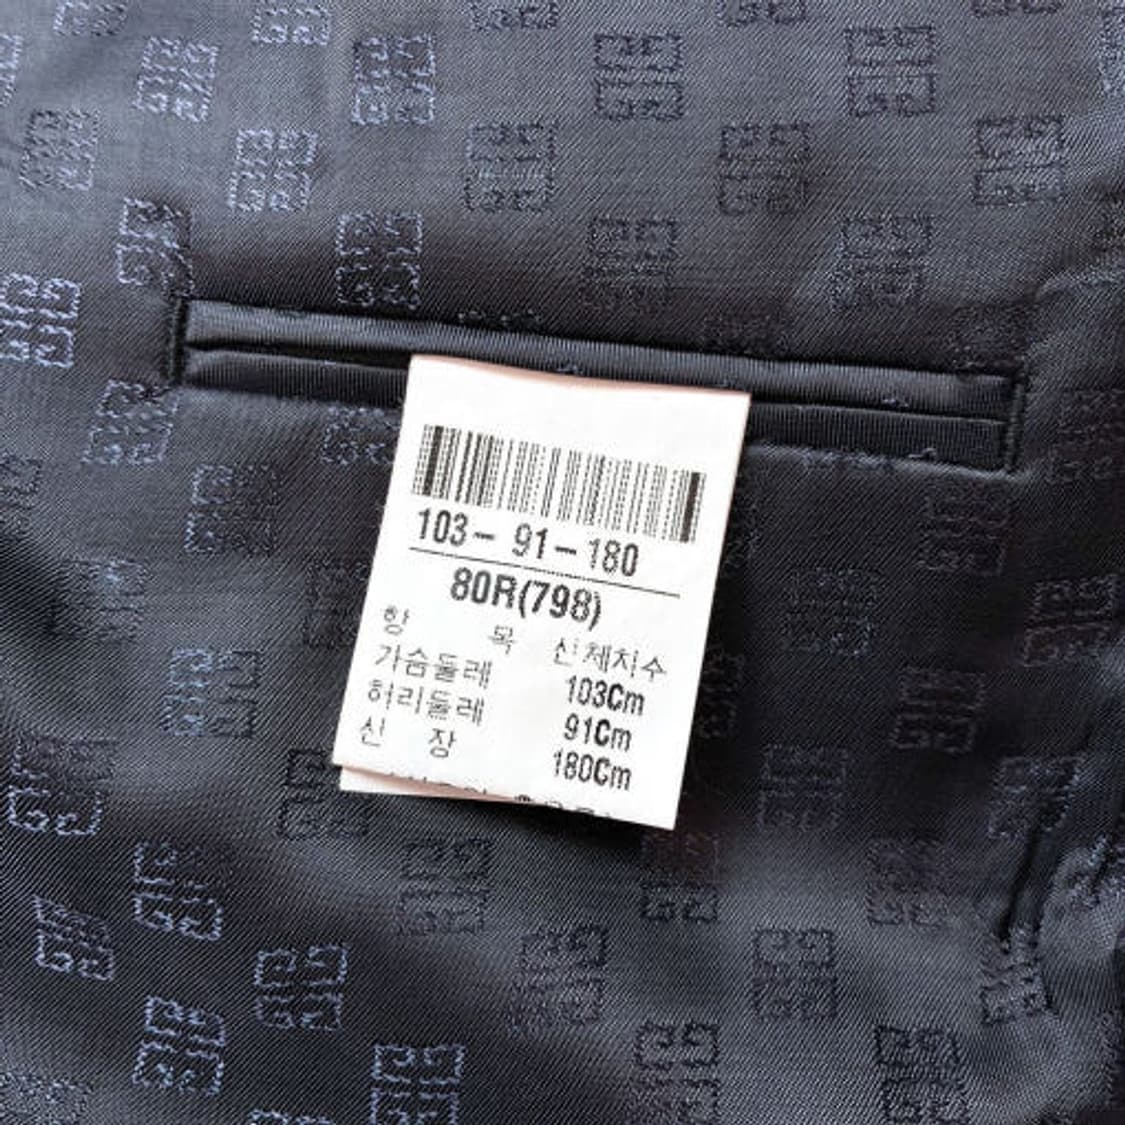 103- 91-180
80R(798)
항 목 신체치수
가슴둘레 103Cm
허리둘레 91Cm
신 장 180Cm